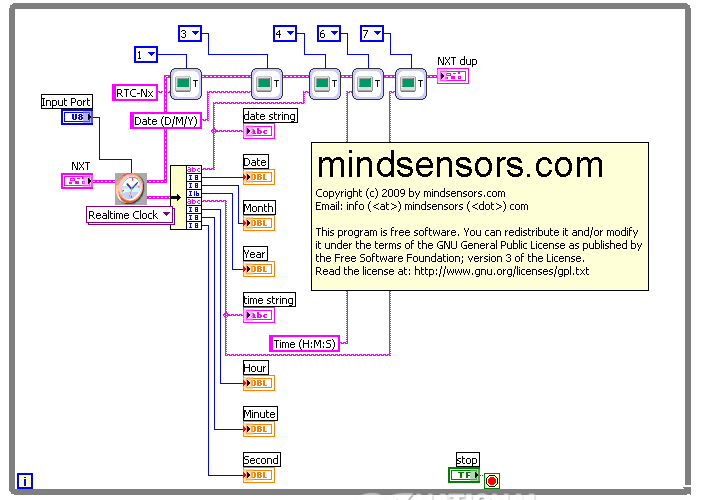 3
4
6
7
1
NXT dup
T
T
T
T
T
RTC-Nx
Input Port
U8
Date (D/M/Y)
date string
abc
mindsensors.com
Copyright (c) 2009 by mindsensors.com
Email: info (<at>) mindsensors (<dot>) com
This program is free software. You can redistribute it and/or modify
it under the terms of the GNU General Public License as published by
the Free Software Foundation; version 3 of the License.
Read the license at: http://www.gnu.org/licenses/gpl.txt
NXT
Realtime Clock
abc
Date
DBL
Month
DBL
Year
DBL
time string
abc
Time (H:M:S)
Hour
DBL
Minute
DBL
Second
DBL
stop
TF
i
NATIONAL